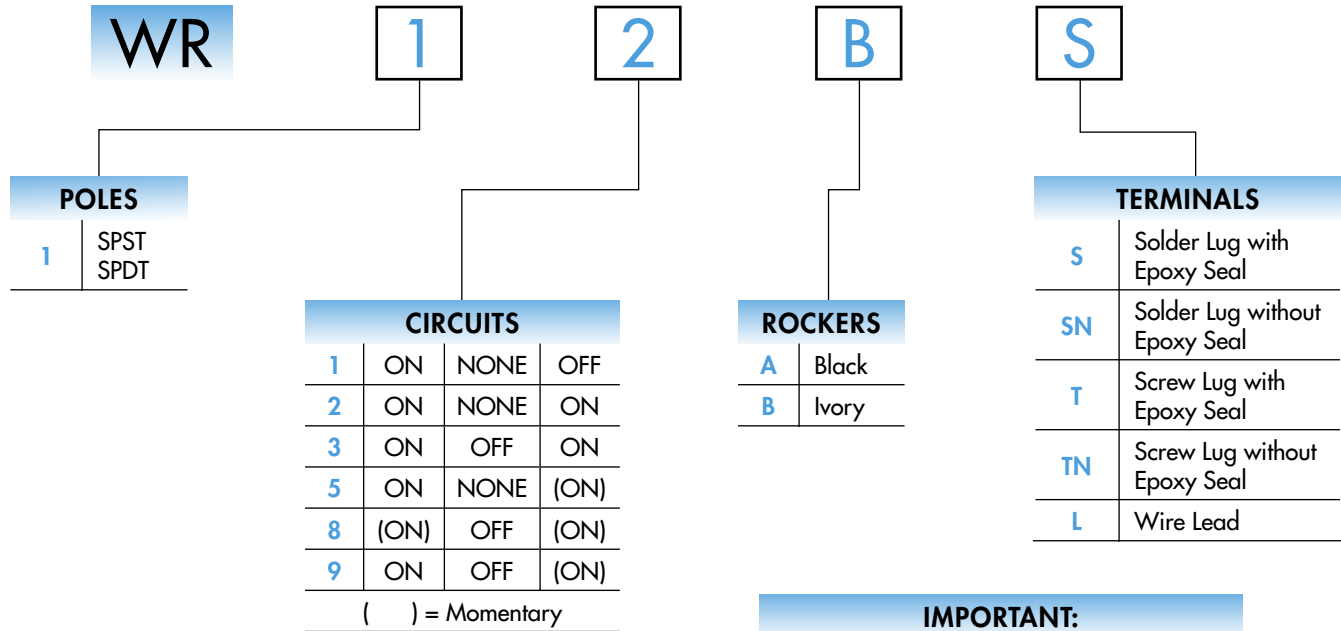 WR 1 2 B S
POLES
1 SPST
SPDT
CIRCUITS
1 ON NONE OFF
2 ON NONE ON
3 ON OFF ON
5 ON NONE (ON)
8 (ON) OFF (ON)
9 ON OFF (ON)
( ) = Momentary
ROCKERS
A Black
B Ivory
TERMINALS
S Solder Lug with
Epoxy Seal
SN Solder Lug without
Epoxy Seal
T Screw Lug with
Epoxy Seal
TN Screw Lug without
Epoxy Seal
L Wire Lead
IMPORTANT: